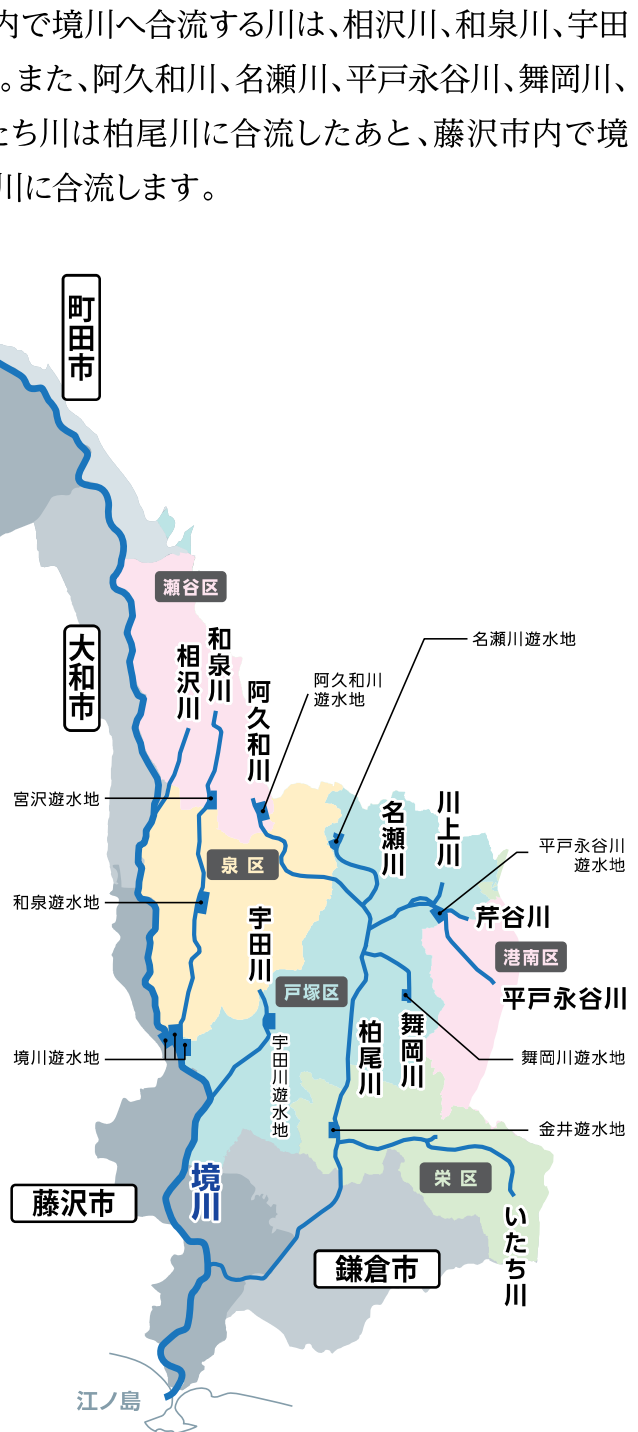 内で境川へ合流する川は、相沢川、和泉川、宇田
。また、阿久和川、名瀬川、平戸永谷川、舞岡川、
たち川は柏尾川に合流したあと、藤沢市内で境
川に合流します。
町田市
瀬谷区
大和市
相沢川
和泉川
阿久和川
阿久和川
遊水地
名瀬川遊水地
宮沢遊水地
名瀬川
川上川
平戸永谷川
遊水地
泉区
和泉遊水地
宇田川
芹谷川
港南区
戸塚区
平戸永谷川
柏尾川
舞岡川
境川遊水地
宇田川遊水地
舞岡川遊水地
金井遊水地
境川
栄区
藤沢市
いたち川
鎌倉市
江ノ島